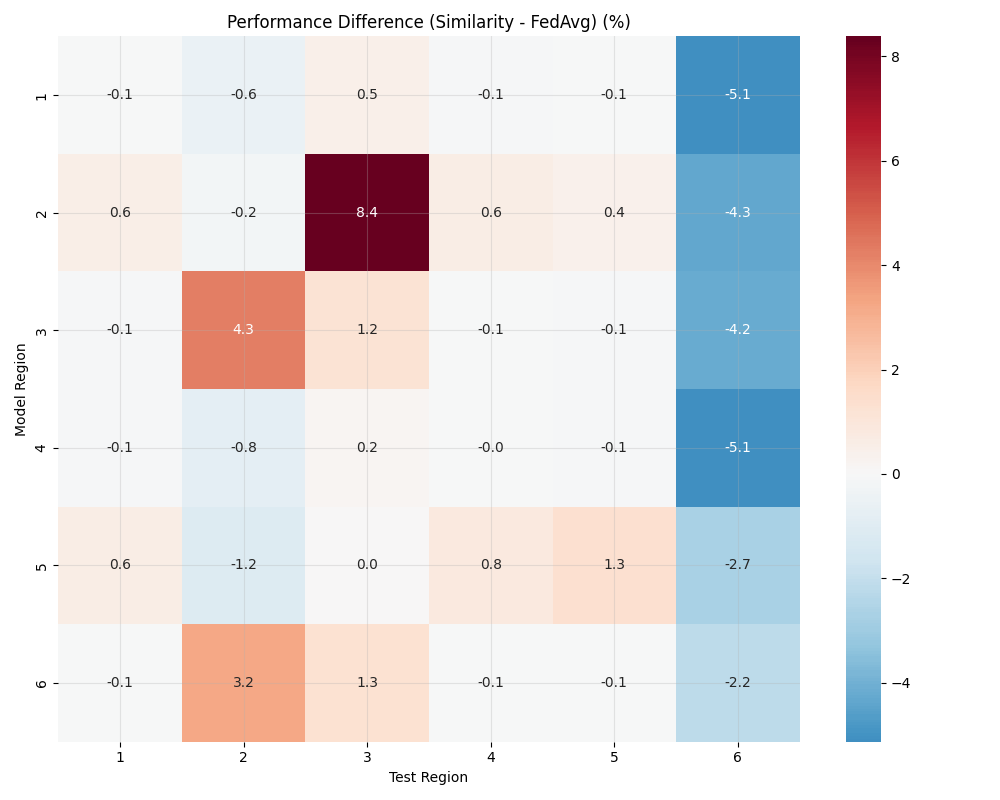 Performance Difference (Similarity - FedAvg) (%)
1 -0.1 -0.6 0.5 -0.1 -0.1 -5.1
2 0.6 -0.2 8.4 0.6 0.4 -4.3
3 -0.1 4.3 1.2 -0.1 -0.1 -4.2
4 -0.1 -0.8 0.2 -0.0 -0.1 -5.1
5 0.6 -1.2 0.0 0.8 1.3 -2.7
6 -0.1 3.2 1.3 -0.1 -0.1 -2.2
1 2 3 4 5 6
Test Region
Model Region
8
6
4
2
0
−2
−4